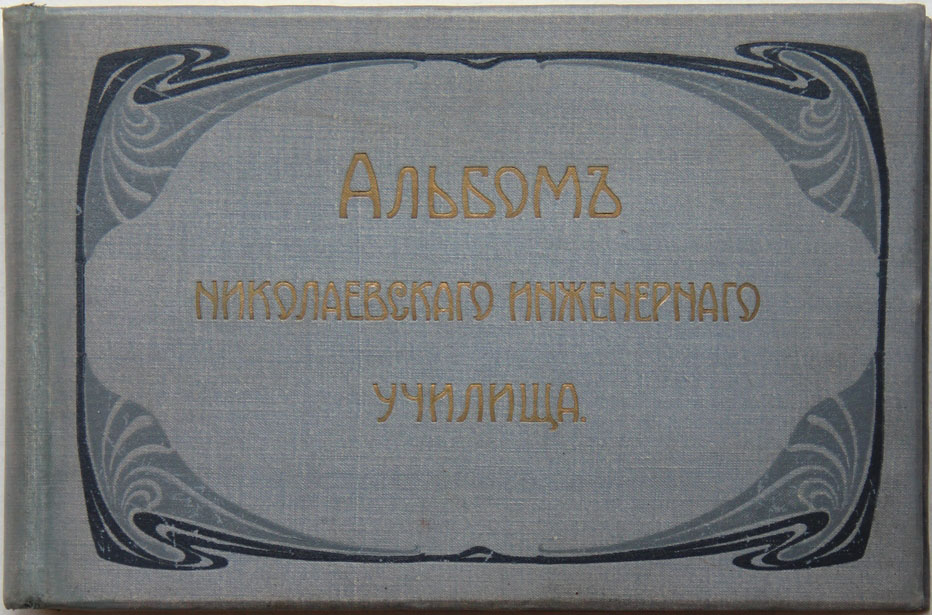 Альбомъ
николаевскаго инженернаго
училища.